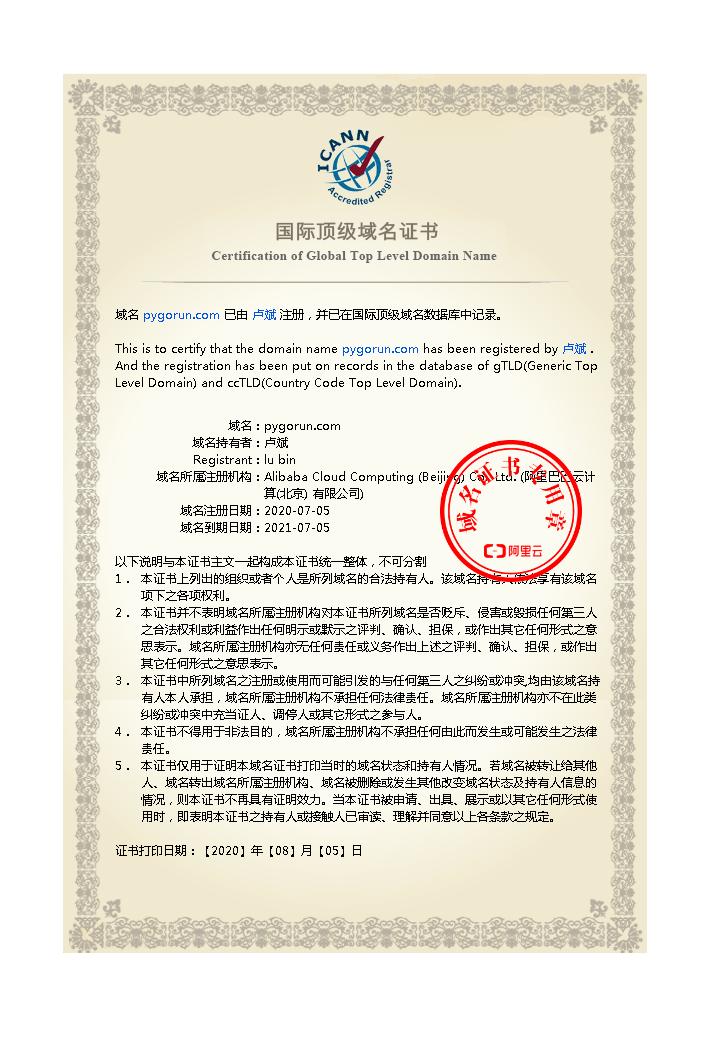 ICANN
Accredited Registrar
国际顶级域名证书
Certification of Global Top Level Domain Name
域名 pygorun.com 已由 卢斌 注册，并已在国际顶级域名数据库中记录。
This is to certify that the domain name pygorun.com has been registered by 卢斌 .
And the registration has been put on records in the database of gTLD(Generic Top
Level Domain) and ccTLD(Country Code Top Level Domain).
域名：pygorun.com
域名持有者：卢斌
Registrant：lu bin
域名所属注册机构：Alibaba Cloud Computing (Beijing) Co., Ltd. (阿里巴巴云计
算(北京) 有限公司)
域名注册日期：2020-07-05
域名到期日期：2021-07-05
域名证书专用章
阿里云
以下说明与本证书主文一起构成本证书统一整体，不可分割
1． 本证书上列出的组织或者个人是所列域名的合法持有人。该域名持有人依法享有该域名
项下之各项权利。
2． 本证书并不表明域名所属注册机构对本证书所列域名是否贬斥、侵害或毁损任何第三人
之合法权利或利益作出任何明示或默示之评判、确认、担保，或作出其它任何形式之意
思表示。域名所属注册机构亦无任何责任或义务作出上述之评判、确认、担保，或作出
其它任何形式之意思表示。
3． 本证书中所列域名之注册或使用而可能引发的与任何第三人之纠纷或冲突,均由该域名持
有人本人承担，域名所属注册机构不承担任何法律责任。域名所属注册机构亦不在此类
纠纷或冲突中充当证人、调停人或其它形式之参与人。
4． 本证书不得用于非法目的，域名所属注册机构不承担任何由此而发生或可能发生之法律
责任。
5． 本证书仅用于证明本域名证书打印当时的域名状态和持有人情况。若域名被转让给其他
人、域名转出域名所属注册机构、域名被删除或发生其他改变域名状态及持有人信息的
情况，则本证书不再具有证明效力。当本证书被申请、出具、展示或以其它任何形式使
用时，即表明本证书之持有人或接触人已审读、理解并同意以上各条款之规定。
证书打印日期：【2020】年【08】月【05】日